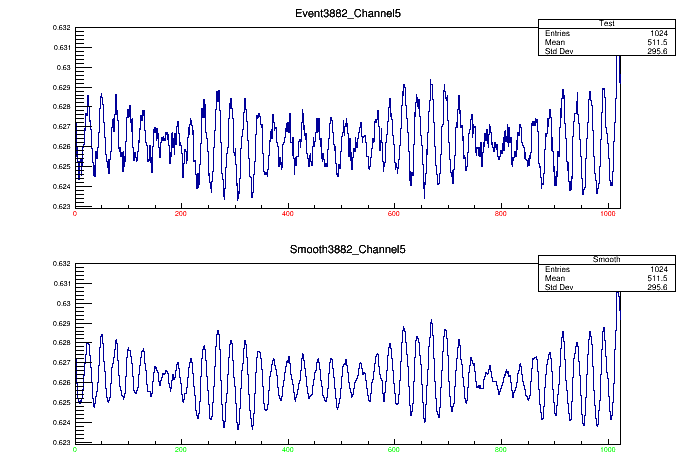 Event3882_Channel5
Test
Entries 1024
Mean 511.5
Std Dev 295.6
0.632
0.631
0.63
0.629
0.628
0.627
0.626
0.625
0.624
0.623
0 200 400 600 800 1000
Smooth3882_Channel5
Smooth
Entries 1024
Mean 511.5
Std Dev 295.6
0.632
0.631
0.63
0.629
0.628
0.627
0.626
0.625
0.624
0.623
0 200 400 600 800 1000